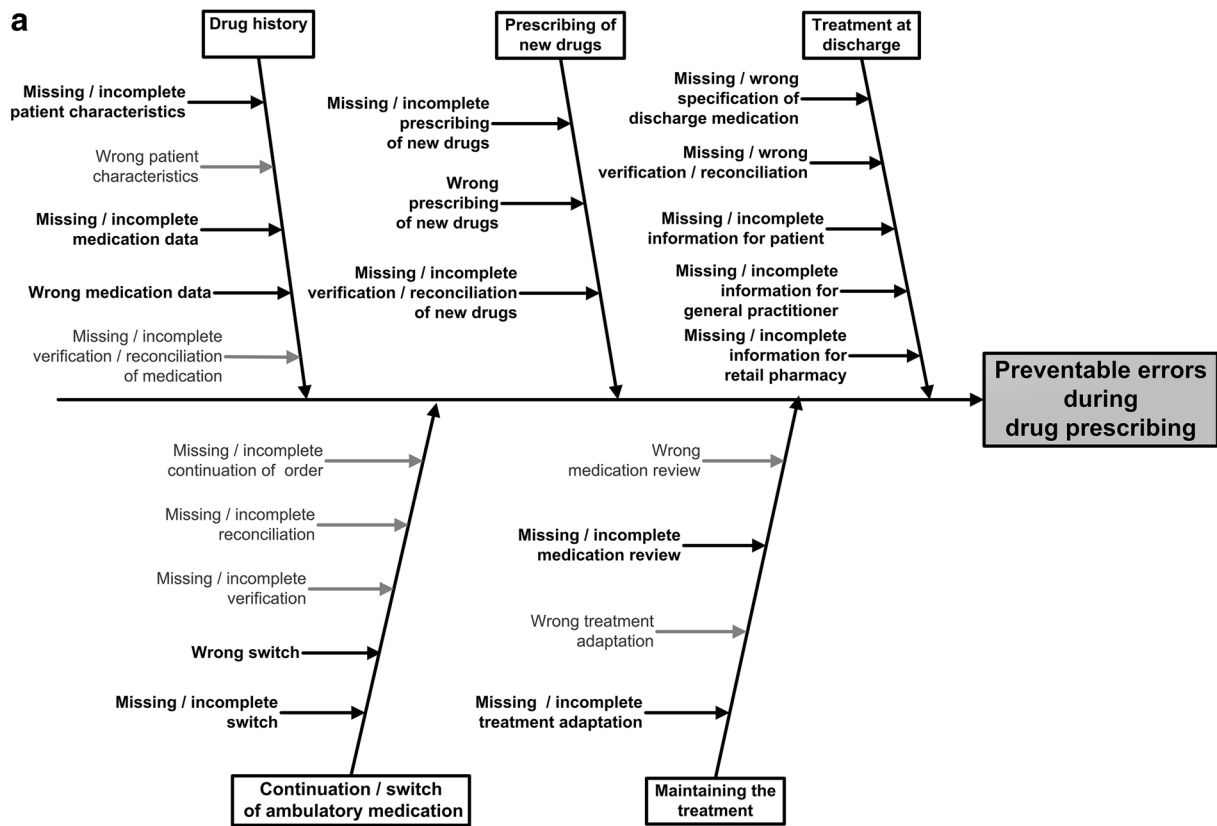 a
Drug history
Missing / incomplete
patient characteristics
Wrong patient
characteristics
Missing / incomplete
medication data
Wrong medication data
Missing / incomplete
verification / reconciliation
of medication
Prescribing of
new drugs
Missing / incomplete
prescribing
of new drugs
Wrong
prescribing
of new drugs
Missing / incomplete
verification / reconciliation
of new drugs
Treatment at
discharge
Missing / wrong
specification of
discharge medication
Missing / wrong
verification / reconciliation
Missing / incomplete
information for patient
Missing / incomplete
information for
general practitioner
Missing / incomplete
information for
retail pharmacy
Preventable errors
during
drug prescribing
Missing / incomplete
continuation of order
Missing / incomplete
reconciliation
Missing / incomplete
verification
Wrong switch
Missing / incomplete
switch
Continuation / switch
of ambulatory medication
Wrong
medication review
Missing / incomplete
medication review
Wrong treatment
adaptation
Missing / incomplete
treatment adaptation
Maintaining the
treatment